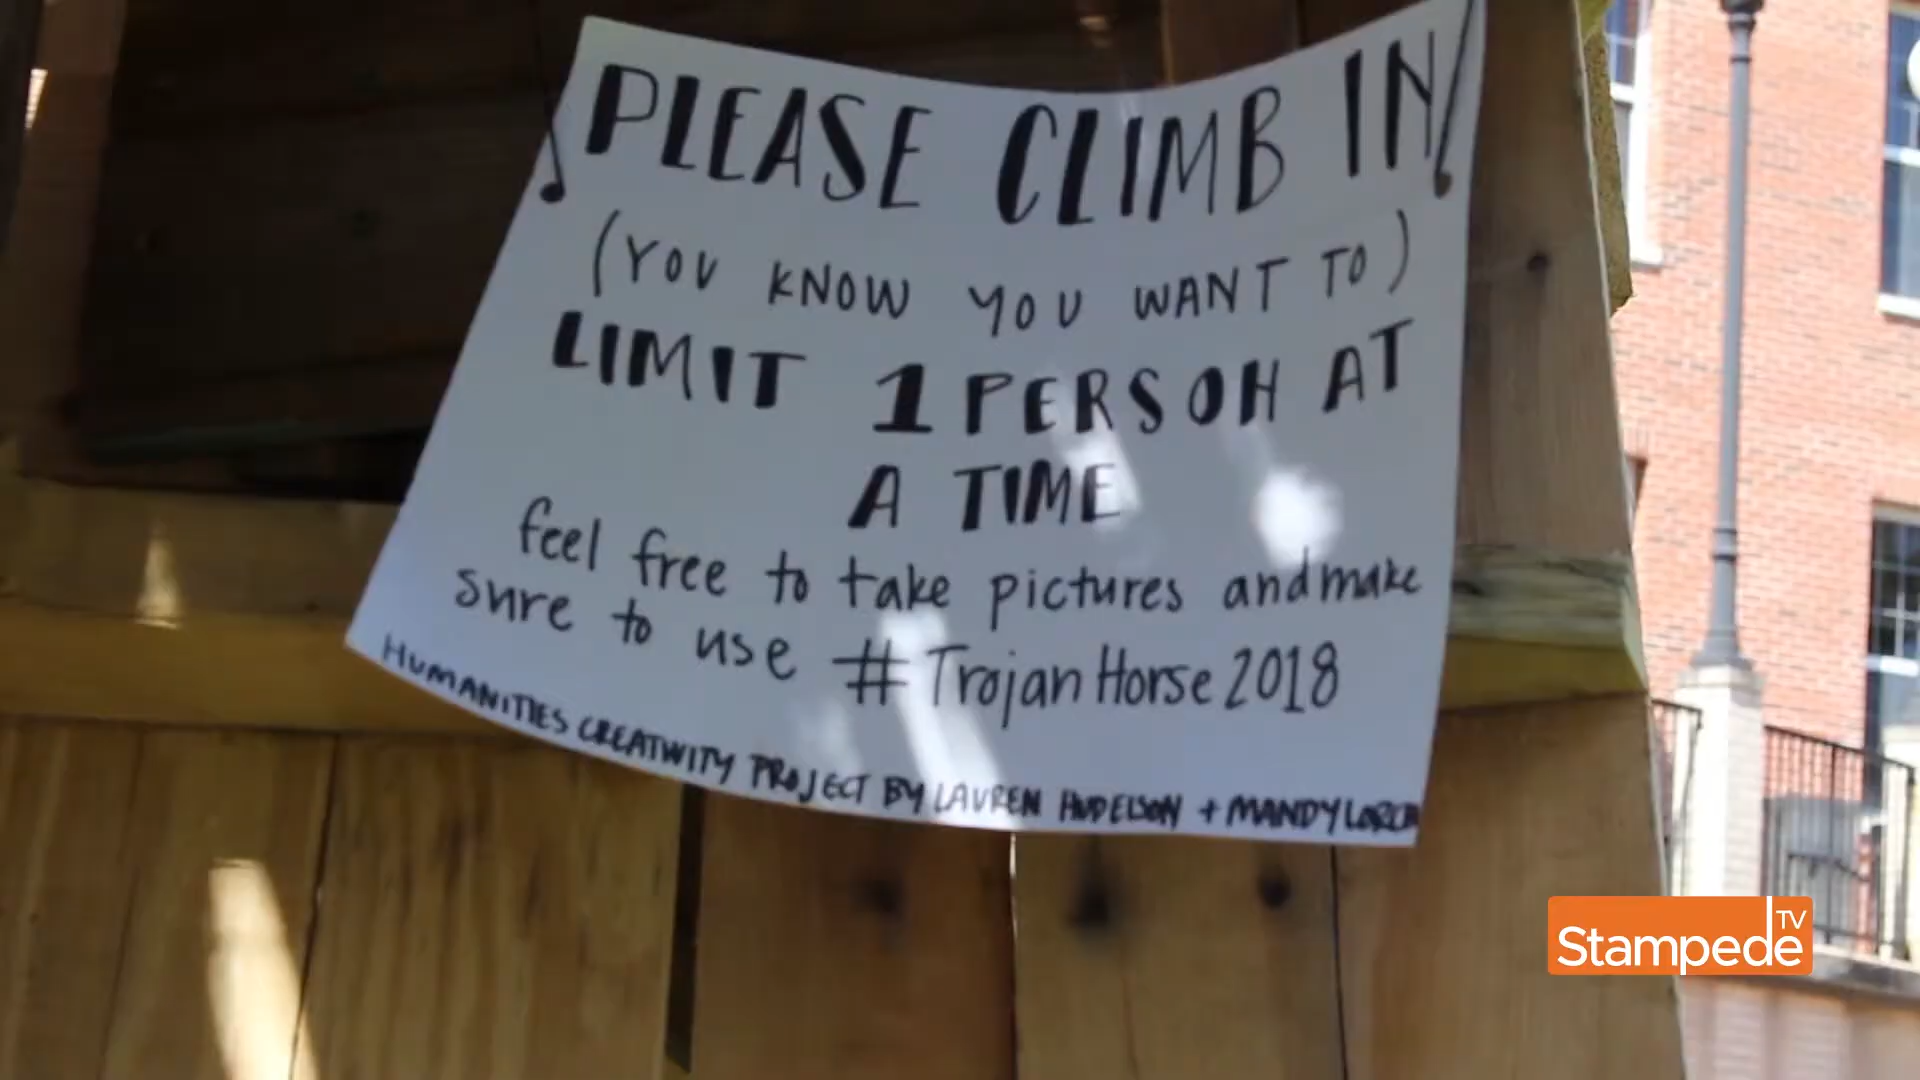 PLEASE CLIMB IN
(YOU KNOW YOU WANT TO)
LIMIT 1 PERSON AT
A TIME
feel free to take pictures and make
sure to use #TrojanHorse2018
HUMANITIES CREATIVITY PROJECT BY LAUREN HUDELSON + MANDY LORCH
Stampede TV